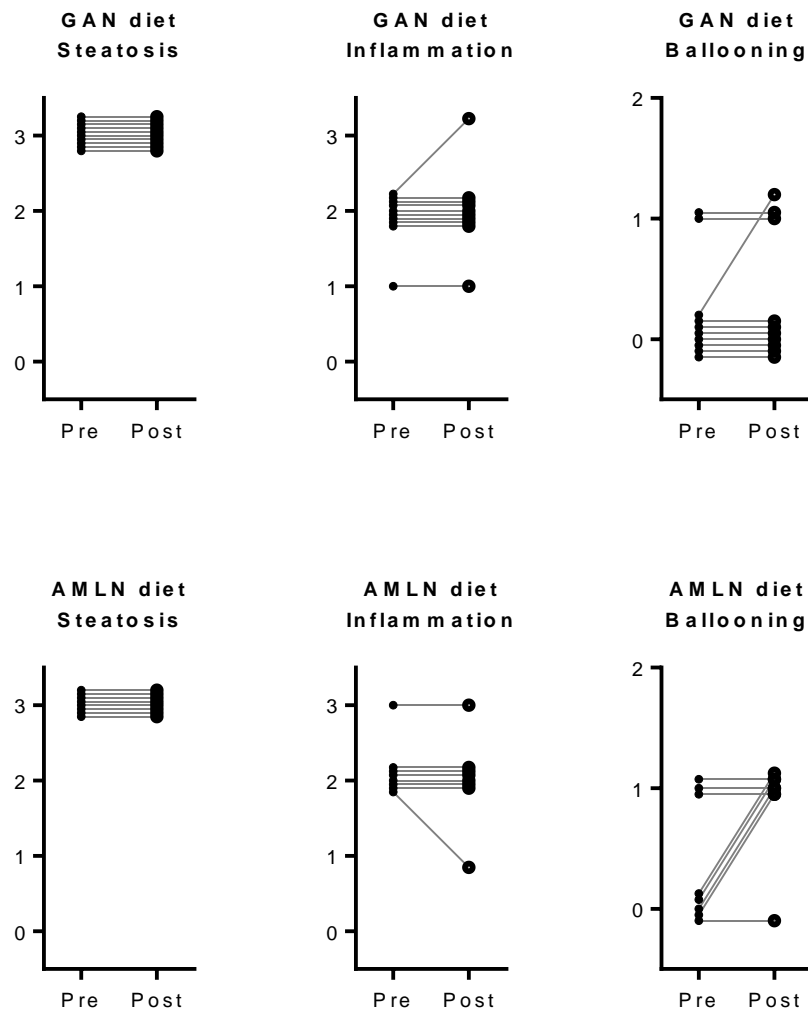 GAN diet
Steatosis
3
2
1
0
Pre Post
GAN diet
Inflammation
3
2
1
0
Pre Post
GAN diet
Ballooning
2
1
0
Pre Post
AMLN diet
Steatosis
3
2
1
0
Pre Post
AMLN diet
Inflammation
3
2
1
0
Pre Post
AMLN diet
Ballooning
2
1
0
Pre Post